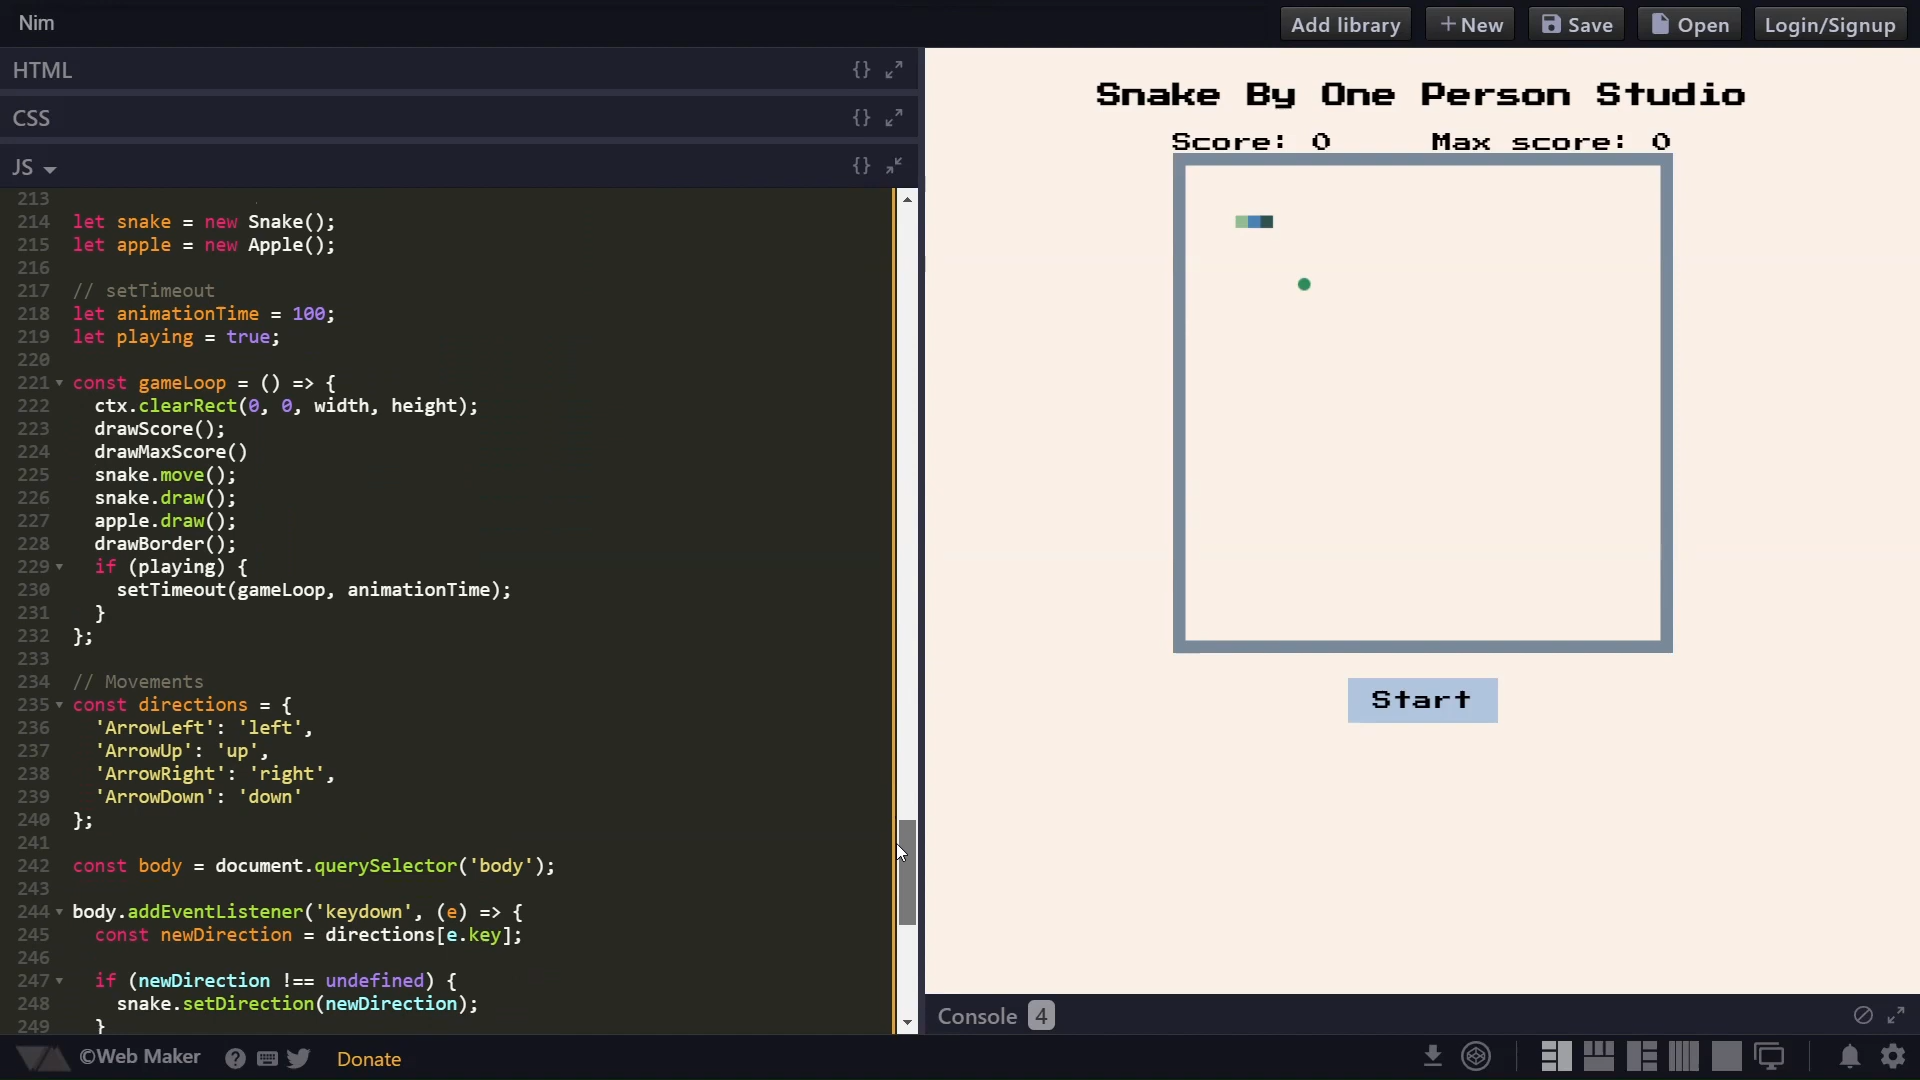 Nim
Add library
+ New
Save
Open
Login/Signup
HTML
{}
CSS
{}
JS
{}
213
214 let snake = new Snake();
215 let apple = new Apple();
216
217 // setTimeout
218 let animationTime = 100;
219 let playing = true;
220
221 const gameLoop = () => {
222 ctx.clearRect(0, 0, width, height);
223 drawScore();
224 drawMaxScore()
225 snake.move();
226 snake.draw();
227 apple.draw();
228 drawBorder();
229 if (playing) {
230 setTimeout(gameLoop, animationTime);
231 }
232 };
233
234 // Movements
235 const directions = {
236 'ArrowLeft': 'left',
237 'ArrowUp': 'up',
238 'ArrowRight': 'right',
239 'ArrowDown': 'down'
240 };
241
242 const body = document.querySelector('body');
243
244 body.addEventListener('keydown', (e) => {
245 const newDirection = directions[e.key];
246
247 if (newDirection !== undefined) {
248 snake.setDirection(newDirection);
249 }
Snake By One Person Studio
Score: 0 Max score: 0
Start
Console 4
©Web Maker
?
Donate